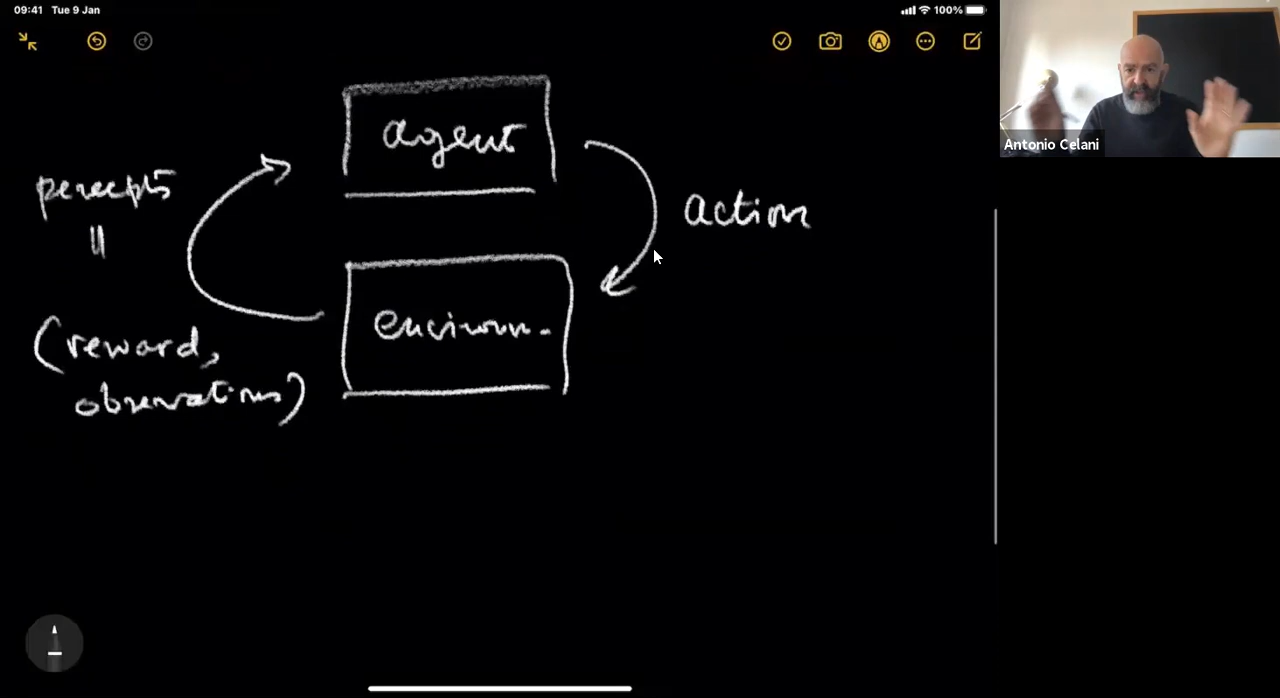 09:41 Tue 9 Jan
100%
Antonio Celani
agent
percepts
action
environ.
(reward,
observations)